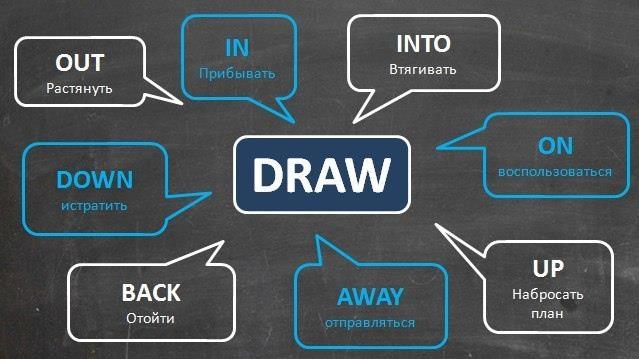 IN
Прибывать
INTO
Втягивать
OUT
Растянуть
ON
воспользоваться
DRAW
DOWN
истратить
UP
Набросать
план
BACK
Отойти
AWAY
отправляться